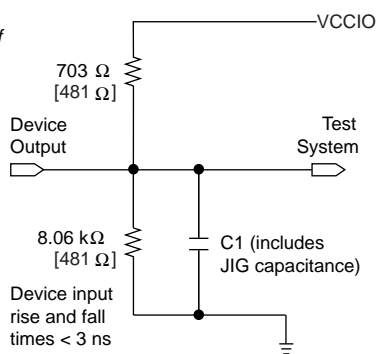 f
VCCIO
703 Ω
[481 Ω]
Device
Output
Test
System
8.06 kΩ
[481 Ω]
C1 (includes
JIG capacitance)
Device input
rise and fall
times < 3 ns